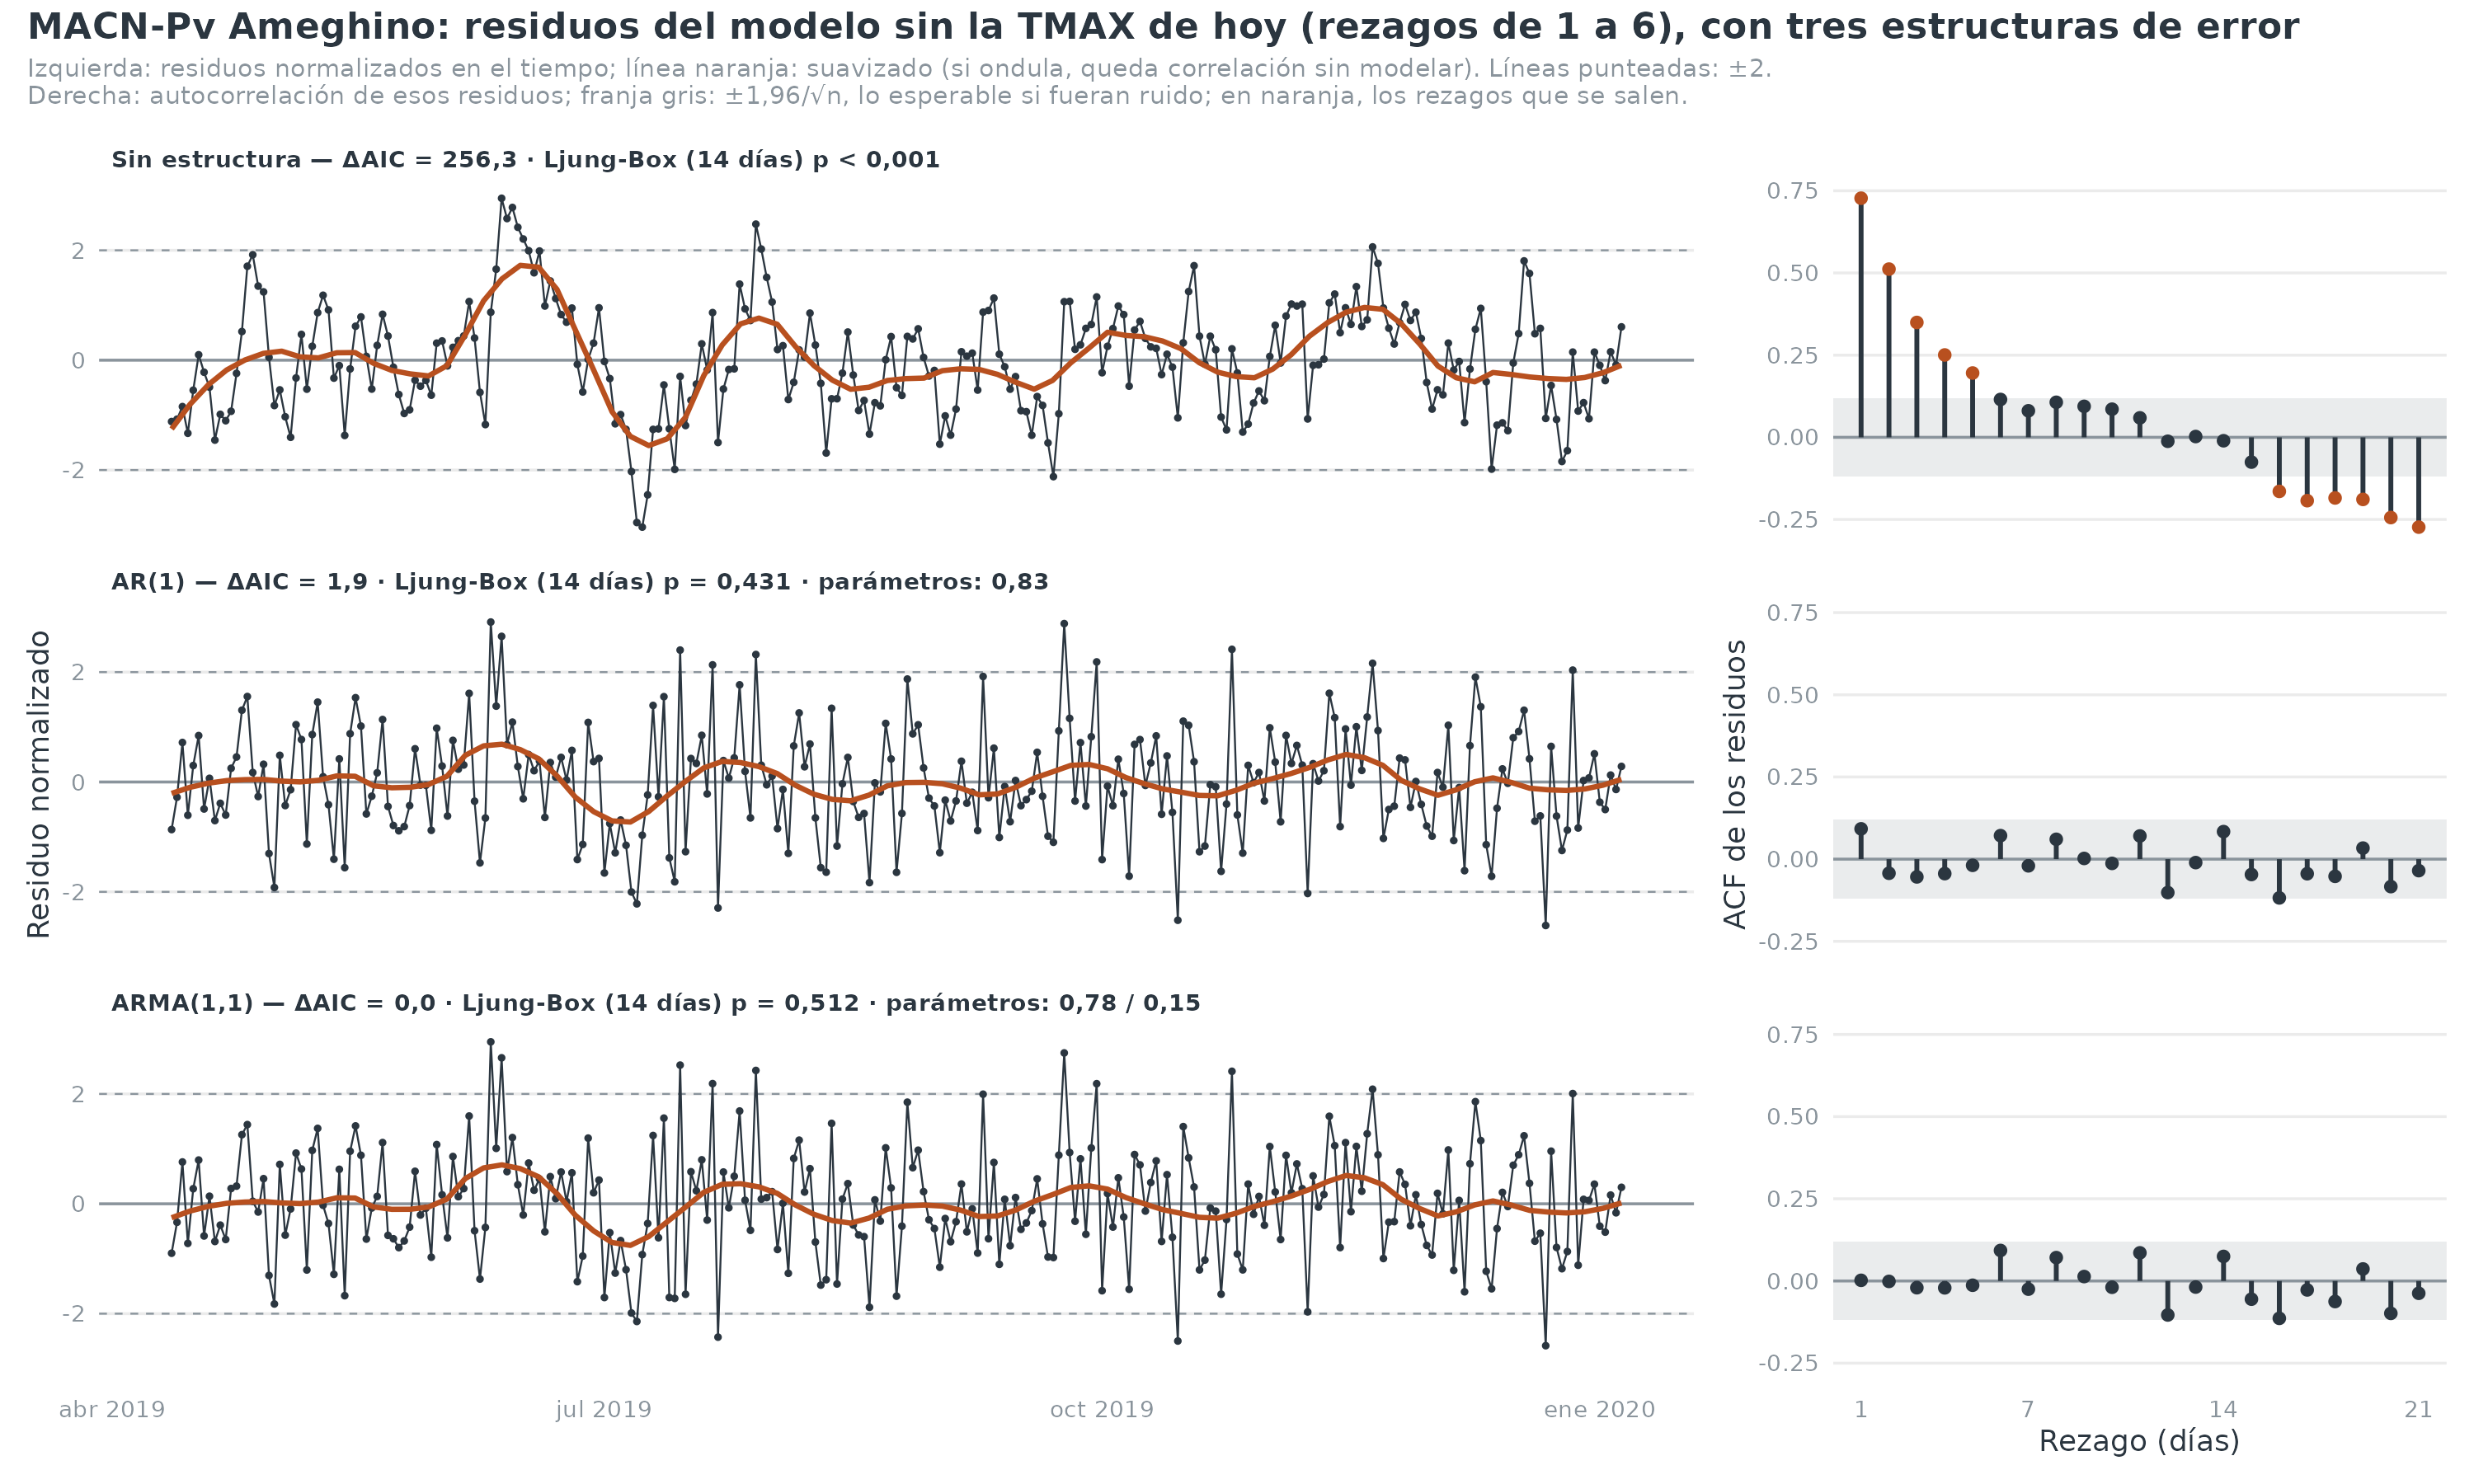 MACN-Pv Ameghino: residuos del modelo sin la TMAX de hoy (rezagos de 1 a 6), con tres estructuras de error
Izquierda: residuos normalizados en el tiempo; línea naranja: suavizado (si ondula, queda correlación sin modelar). Líneas punteadas: ±2.
Derecha: autocorrelación de esos residuos; franja gris: ±1,96/√n, lo esperable si fueran ruido; en naranja, los rezagos que se salen.
Sin estructura — ΔAIC = 256,3 · Ljung-Box (14 días) p < 0,001
2
0
-2
0.75
0.50
0.25
0.00
-0.25
AR(1) — ΔAIC = 1,9 · Ljung-Box (14 días) p = 0,431 · parámetros: 0,83
Residuo normalizado
2
0
-2
ACF de los residuos
0.75
0.50
0.25
0.00
-0.25
ARMA(1,1) — ΔAIC = 0,0 · Ljung-Box (14 días) p = 0,512 · parámetros: 0,78 / 0,15
2
0
-2
0.75
0.50
0.25
0.00
-0.25
abr 2019 jul 2019 oct 2019 ene 2020
1 7 14 21
Rezago (días)